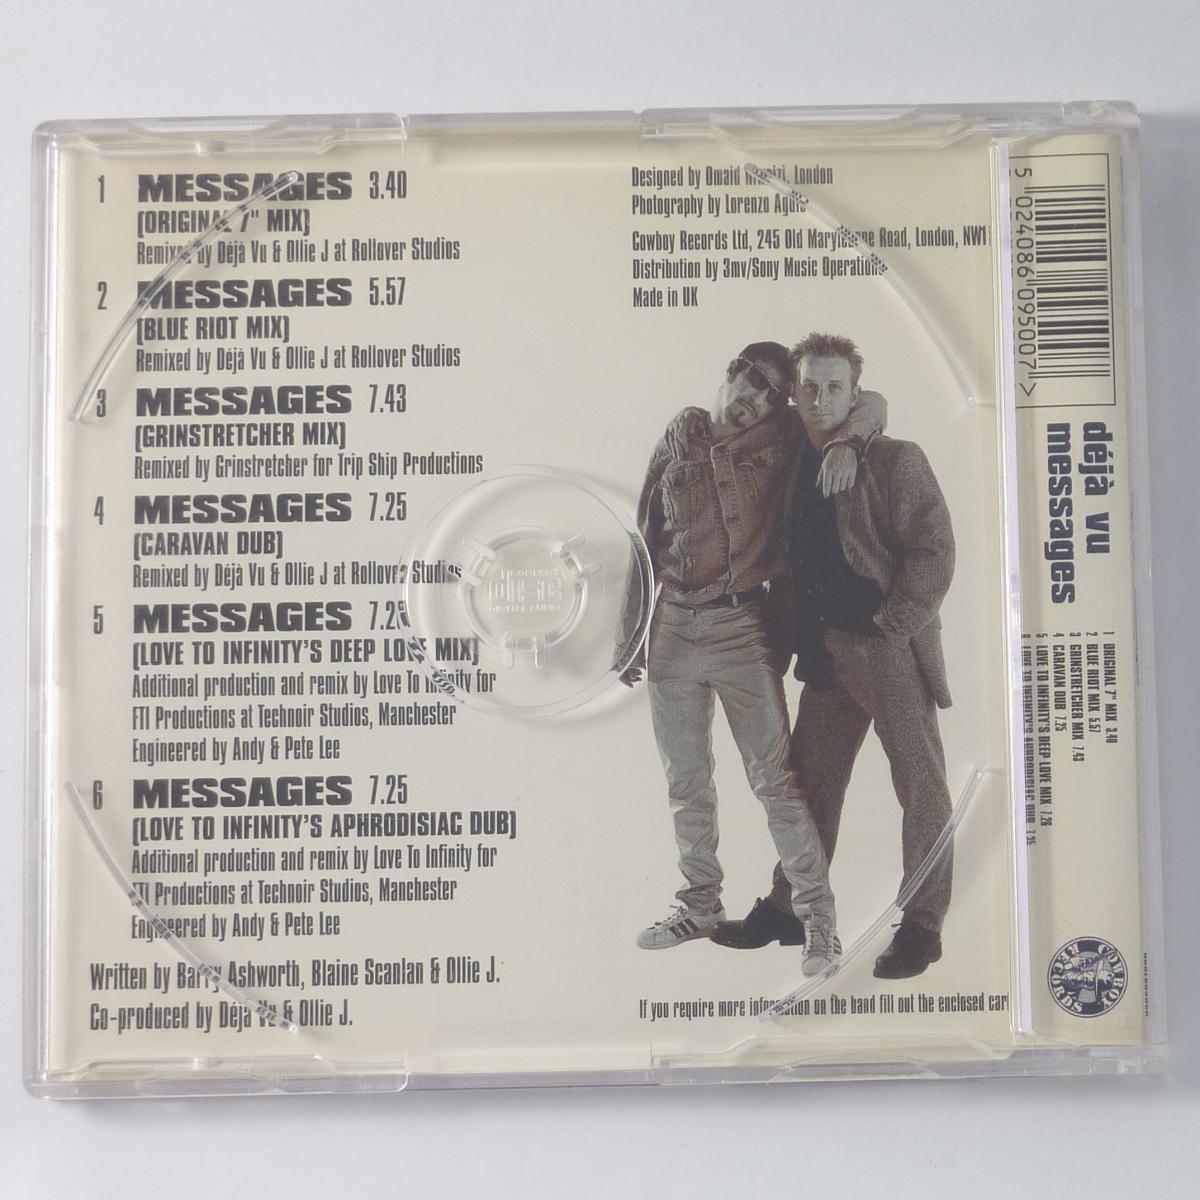 1 MESSAGES 3.40
(ORIGINAL 7" MIX)
Remixed by Déjà Vu & Ollie J at Rollover Studios
2 MESSAGES 5.57
(BLUE RIOT MIX)
Remixed by Déjà Vu & Ollie J at Rollover Studios
3 MESSAGES 7.43
(GRINSTRETCHER MIX)
Remixed by Grinstretcher for Trip Ship Productions
4 MESSAGES 7.25
(CARAVAN DUB)
Remixed by Déjà Vu & Ollie J at Rollover Studios
5 MESSAGES
(LOVE TO INFINITY'S DEEP LOVE MIX)
Additional production and remix by Love To Infinity for
FTI Productions at Technoir Studios, Manchester
Engineered by Andy & Pete Lee
6 MESSAGES 7.25
(LOVE TO INFINITY'S APHRODISIAC DUB)
Additional production and remix by Love To Infinity for
FTI Productions at Technoir Studios, Manchester
Engineered by Andy & Pete Lee
Written by Barry Ashworth, Blaine Scanlan & Ollie J.
Co-produced by Déjà Vu & Ollie J.
COMPACT
DISC
DIGITAL AUDIO
Designed by Omaid London
Photography by Lorenzo
Cowboy Records Ltd, 245 Old Marylebone Road, London, NW1
Distribution by 3mv/Sony Music Operations
Made in UK
If you require more information on the band fill out the enclosed
5 024086 095007 >
déjà vu
messages
1 ORIGINAL 7" MIX 3.40
2 BLUE RIOT MIX 5.57
3 GRINSTRETCHER MIX 7.43
4 CARAVAN DUB 7.25
5 LOVE TO INFINITY'S DEEP LOVE MIX 7.26
6 LOVE TO INFINITY'S APHRODISIAC DUB 7.25
COWBOY
RECORDS